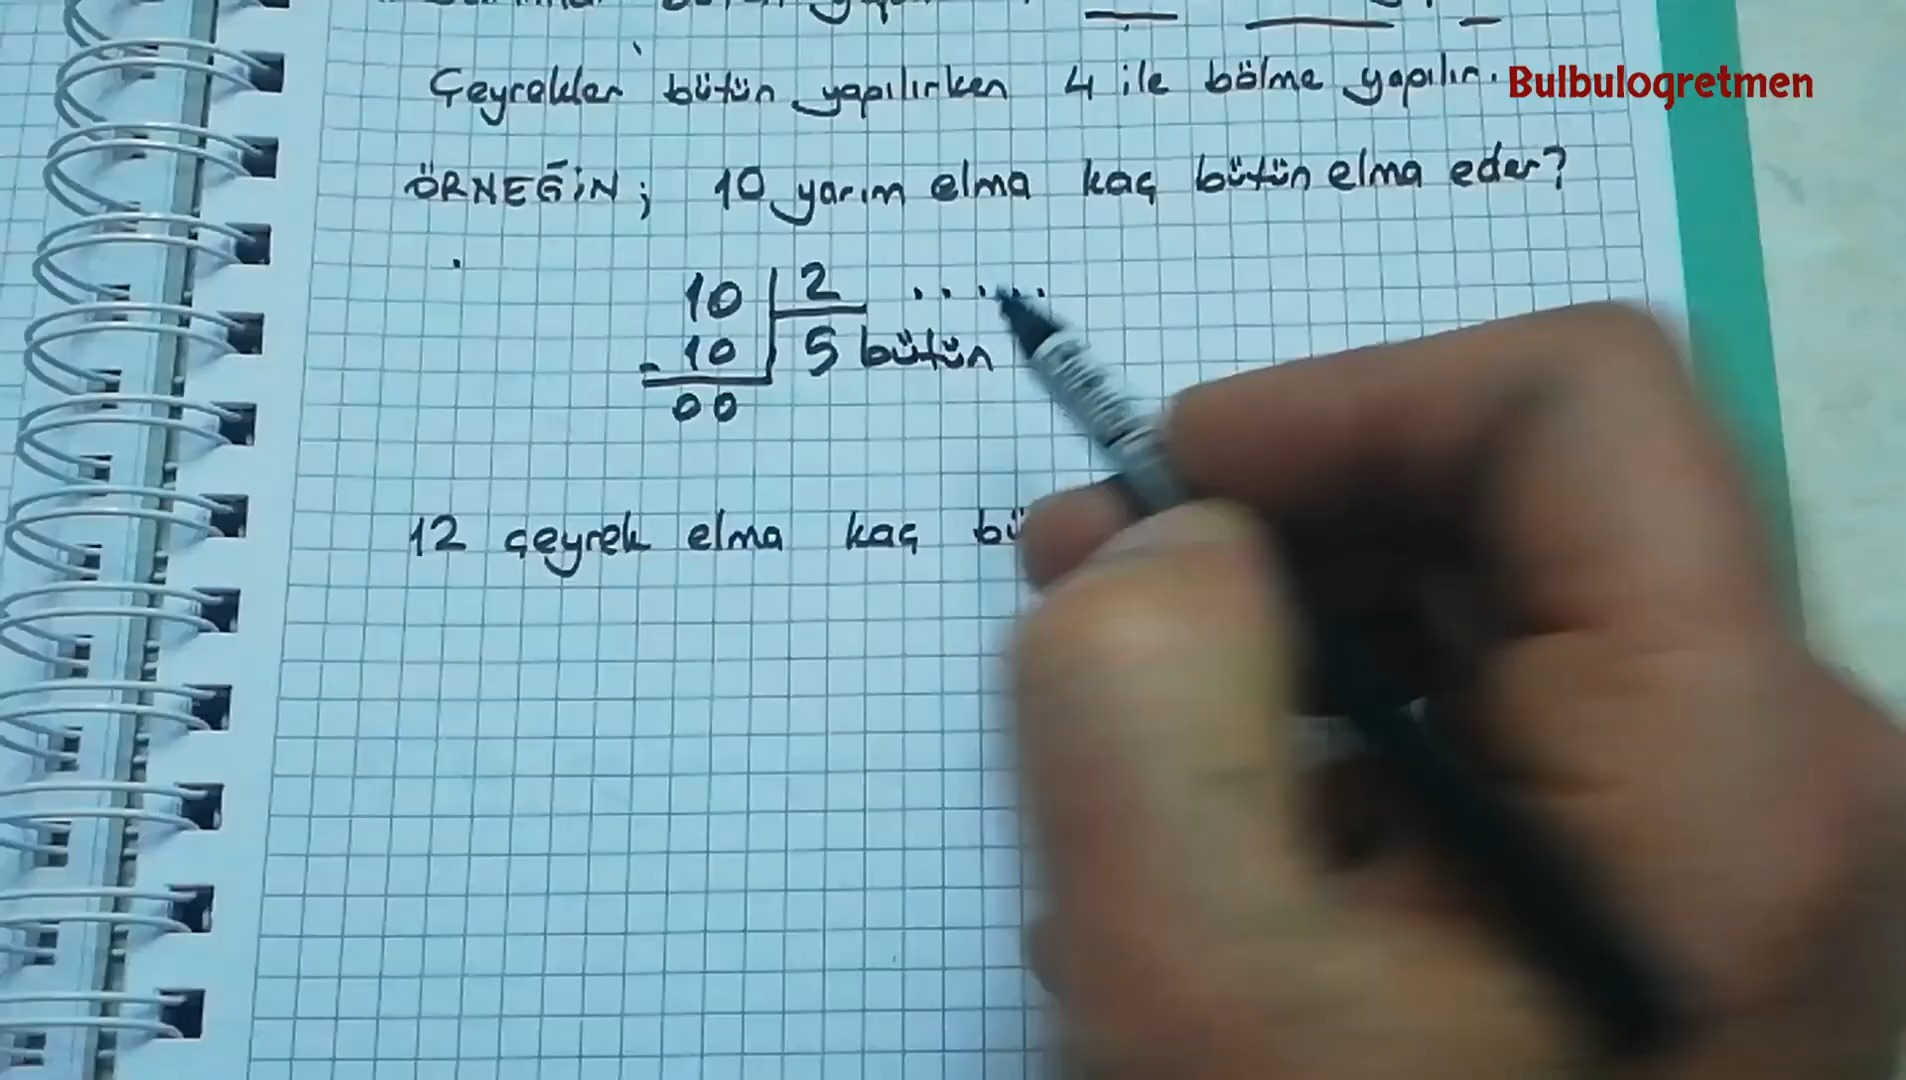 Çeyrekler bütün yapılırken 4 ile bölme yapılır. Bulbulogretmen
ÖRNEĞİN; 10 yarım elma kaç bütün elma eder?
10 2 .....
- 10 5 bütün
00
12 çeyrek elma kaç